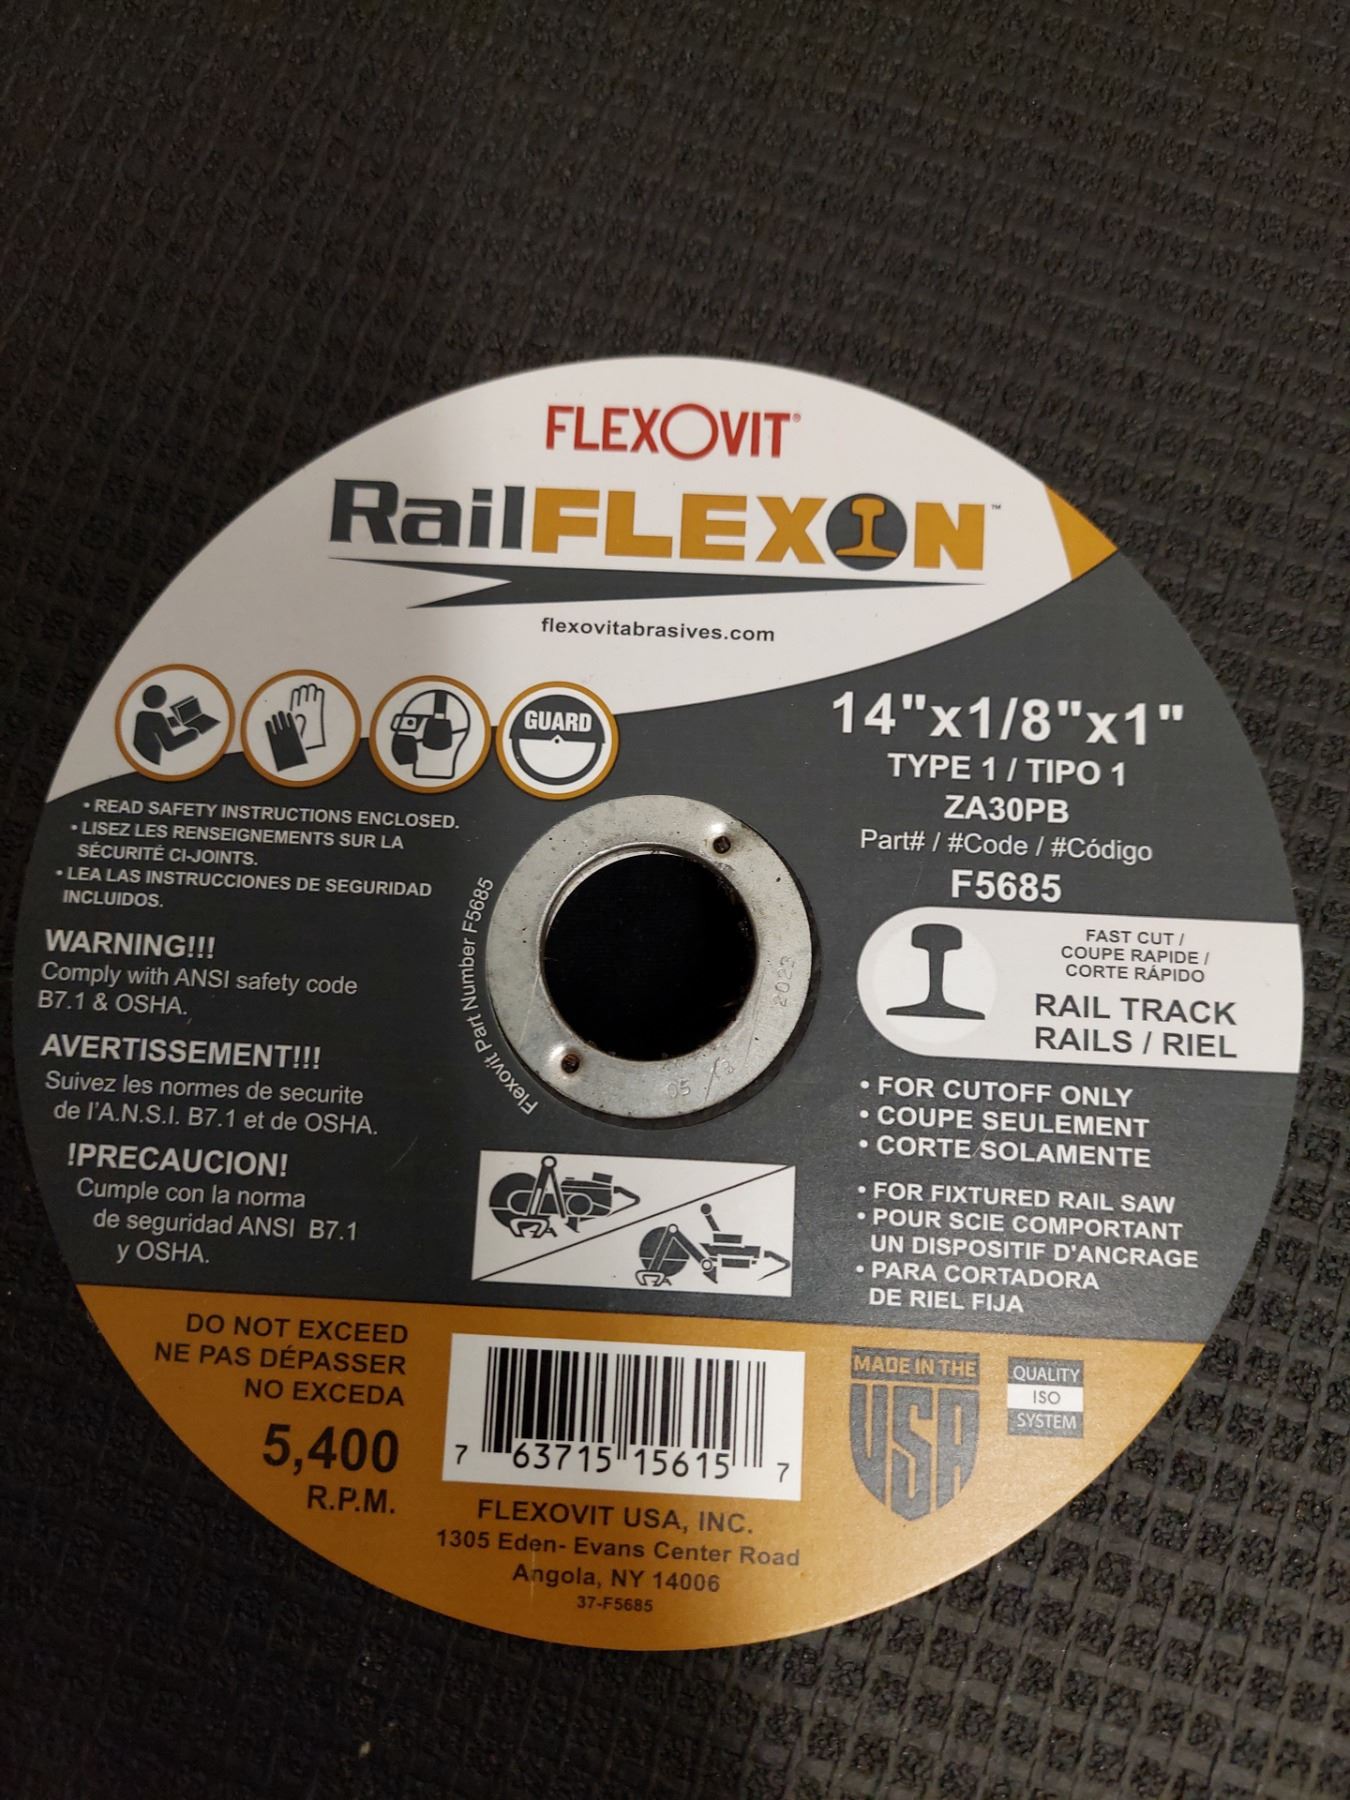 FLEXOVIT®
RailFLEXON™
flexovitabrasives.com
GUARD
14"x1/8"x1"
TYPE 1 / TIPO 1
ZA30PB
Part# / #Code / #Código
F5685
• READ SAFETY INSTRUCTIONS ENCLOSED.
• LISEZ LES RENSEIGNEMENTS SUR LA
SÉCURITÉ CI-JOINTS.
• LEA LAS INSTRUCCIONES DE SEGURIDAD
INCLUIDOS.
WARNING!!!
Comply with ANSI safety code
B7.1 & OSHA.
AVERTISSEMENT!!!
Suivez les normes de securite
de l'A.N.S.I. B7.1 et de OSHA.
!PRECAUCION!
Cumple con la norma
de seguridad ANSI B7.1
y OSHA.
Flexovit Part Number F5685
2023
05
FAST CUT /
COUPE RAPIDE /
CORTE RÁPIDO
RAIL TRACK
RAILS / RIEL
• FOR CUTOFF ONLY
• COUPE SEULEMENT
• CORTE SOLAMENTE
• FOR FIXTURED RAIL SAW
• POUR SCIE COMPORTANT
UN DISPOSITIF D'ANCRAGE
• PARA CORTADORA
DE RIEL FIJA
DO NOT EXCEED
NE PAS DÉPASSER
NO EXCEDA
5,400
R.P.M.
7 63715 15615 7
MADE IN THE
USA
QUALITY
ISO
SYSTEM
FLEXOVIT USA, INC.
1305 Eden- Evans Center Road
Angola, NY 14006
37-F5685